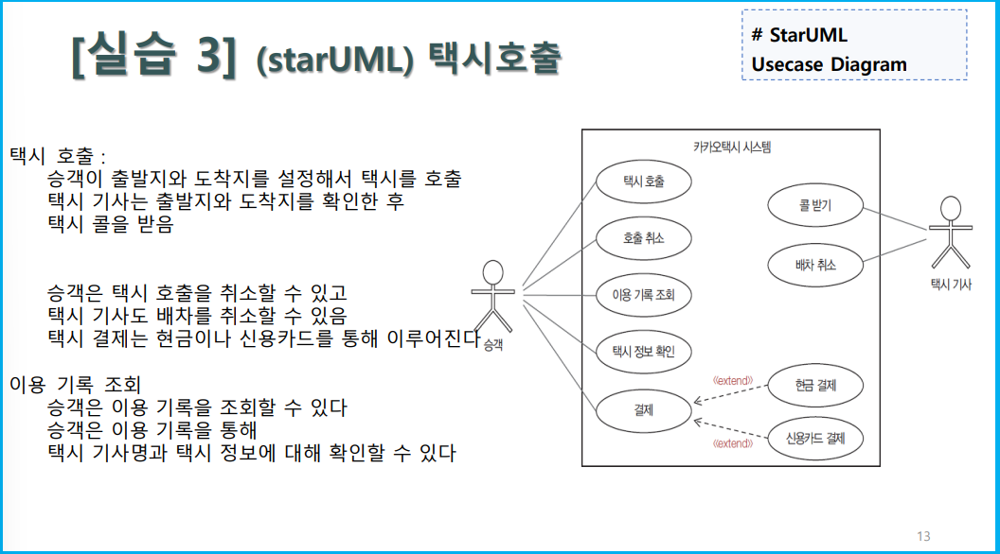 [실습 3] (starUML) 택시호출
# StarUML
Usecase Diagram
택시 호출 :
승객이 출발지와 도착지를 설정해서 택시를 호출
택시 기사는 출발지와 도착지를 확인한 후
택시 콜을 받음
승객은 택시 호출을 취소할 수 있고
택시 기사도 배차를 취소할 수 있음
택시 결제는 현금이나 신용카드를 통해 이루어진다
이용 기록 조회
승객은 이용 기록을 조회할 수 있다
승객은 이용 기록을 통해
택시 기사명과 택시 정보에 대해 확인할 수 있다
카카오택시 시스템
택시 호출
호출 취소
이용 기록 조회
택시 정보 확인
결제
콜 받기
배차 취소
현금 결제
신용카드 결제
《extend》
《extend》
승객
택시 기사
13